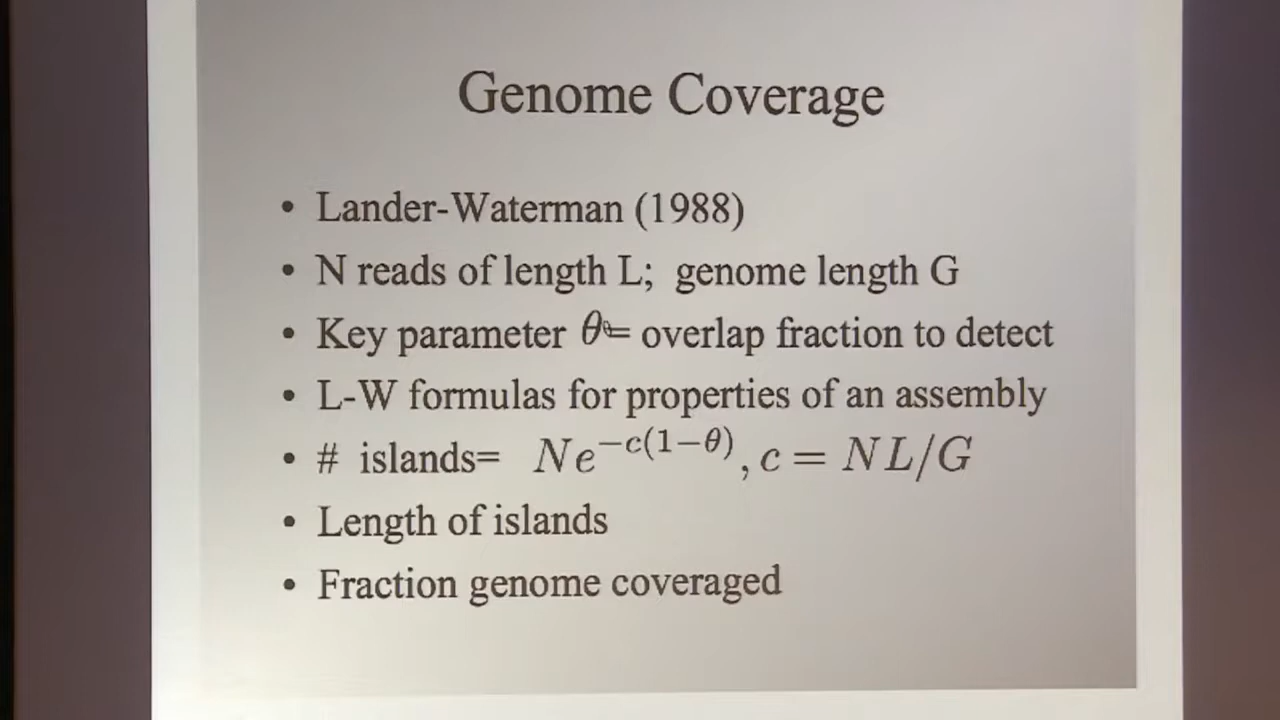 Genome Coverage
• Lander-Waterman (1988)
• N reads of length L; genome length G
• Key parameter θ = overlap fraction to detect
• L-W formulas for properties of an assembly
• # islands= Ne^{−c(1−θ)}, c = NL/G
• Length of islands
• Fraction genome coveraged